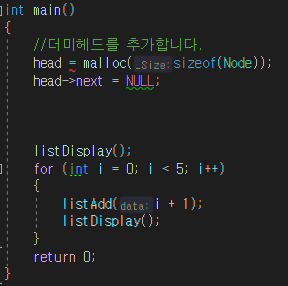 int main()
{
//더미헤드를 추가합니다.
head = malloc(_Size:sizeof(Node));
head->next = NULL;
listDisplay();
for (int i = 0; i < 5; i++)
{
listAdd(data:i + 1);
listDisplay();
}
return 0;
}